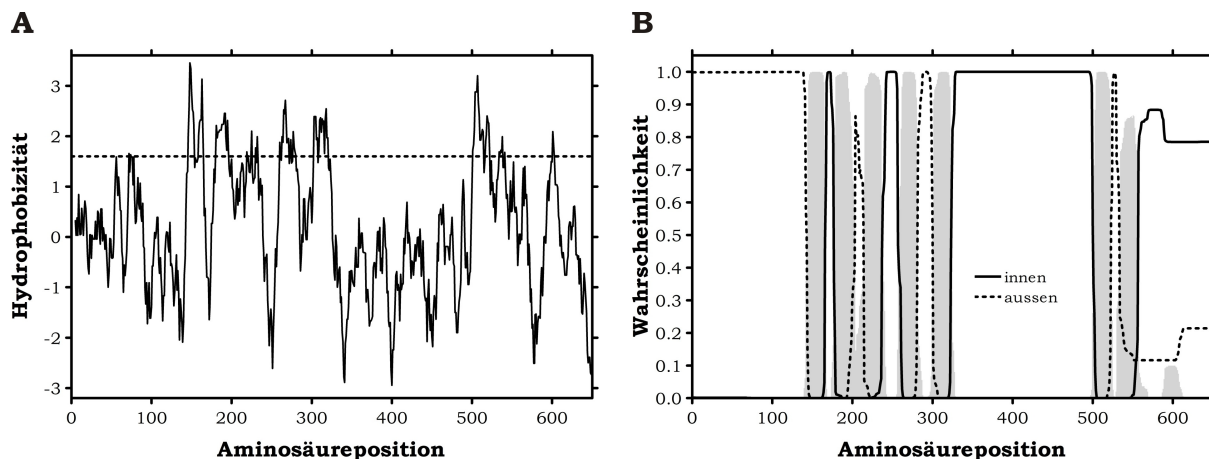 A
Hydrophobizität
3
2
1
0
-1
-2
-3
0 100 200 300 400 500 600
Aminosäureposition
B
Wahrscheinlichkeit
1.0
0.9
0.8
0.7
0.6
0.5
0.4
0.3
0.2
0.1
0.0
innen
aussen
0 100 200 300 400 500 600
Aminosäureposition